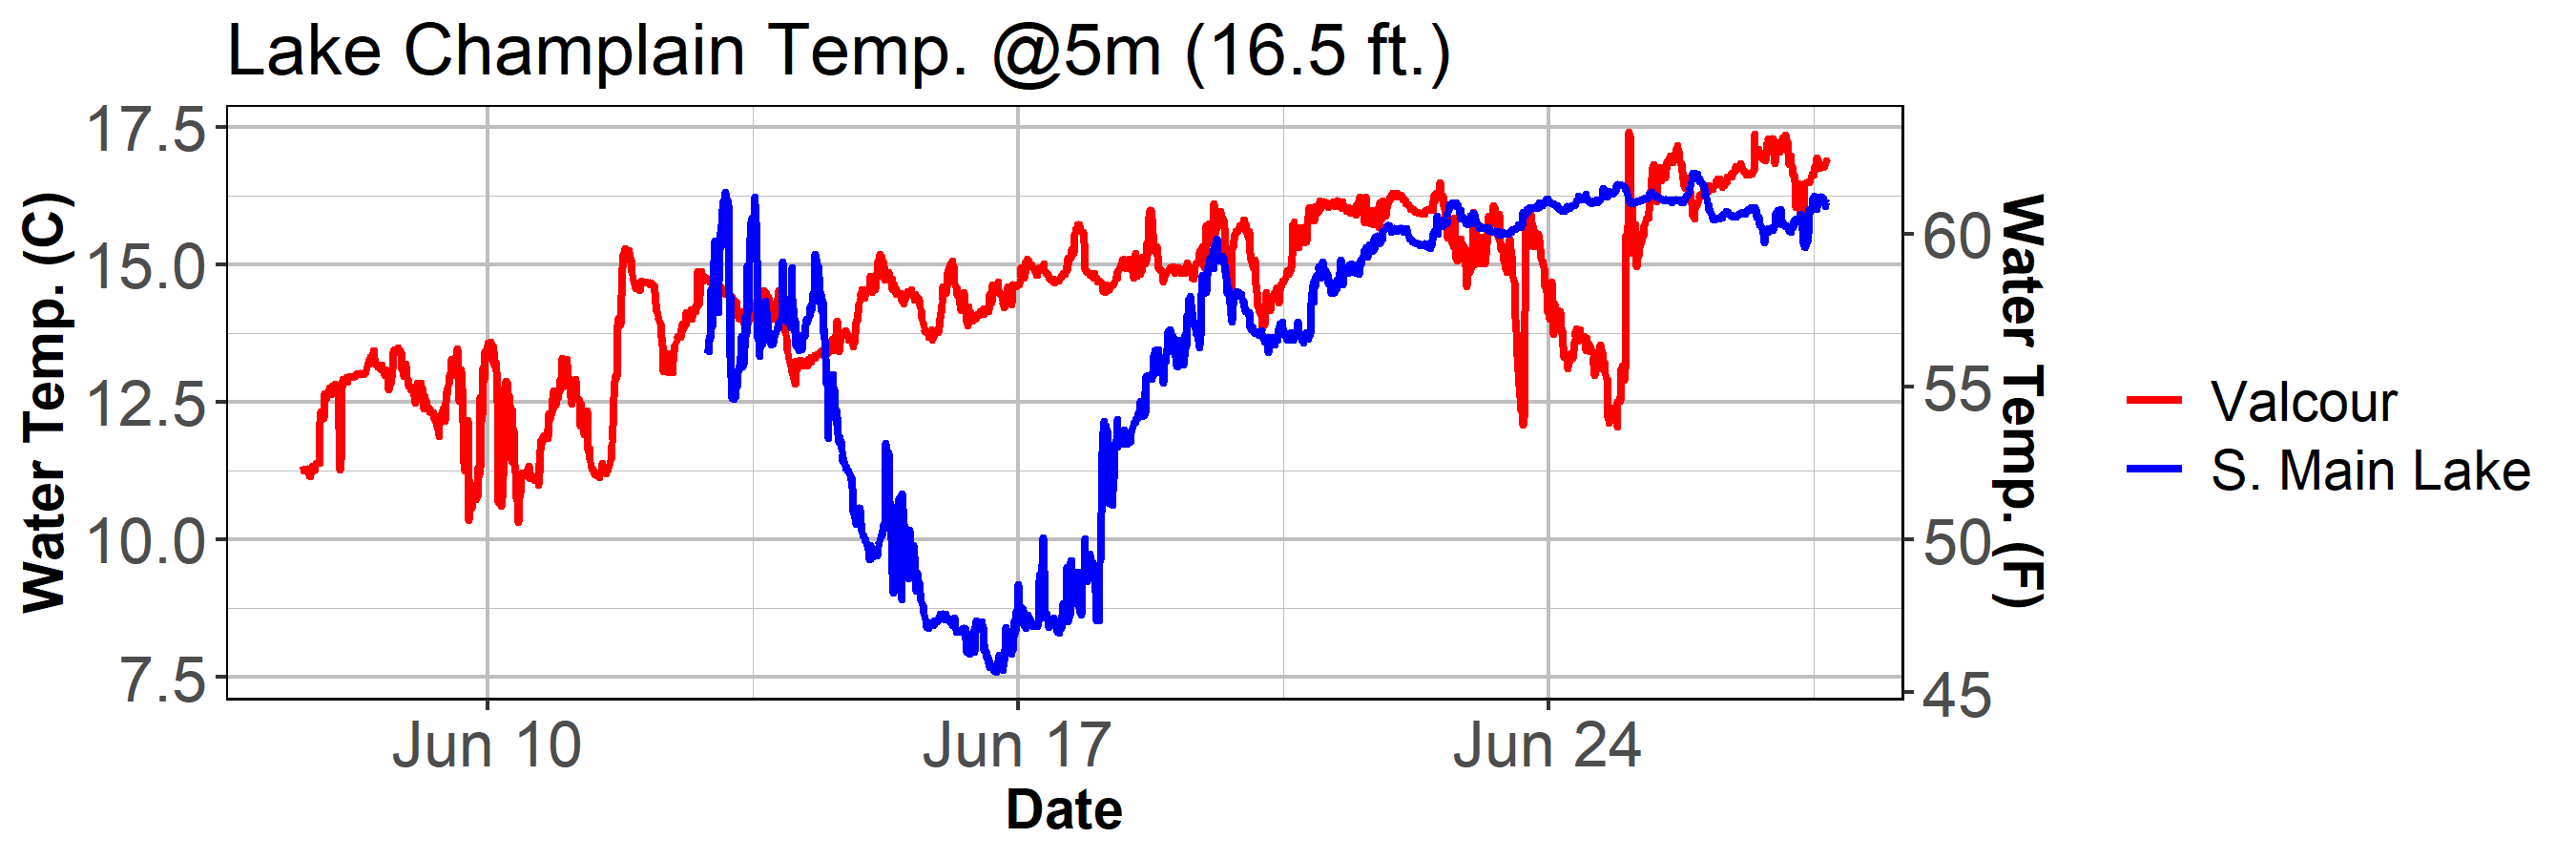 Lake Champlain Temp. @5m (16.5 ft.)
Water Temp. (C)
17.5
15.0
12.5
10.0
7.5
Jun 10
Jun 17
Jun 24
Date
60
55
50
45
Water Temp. (F)
Valcour
S. Main Lake